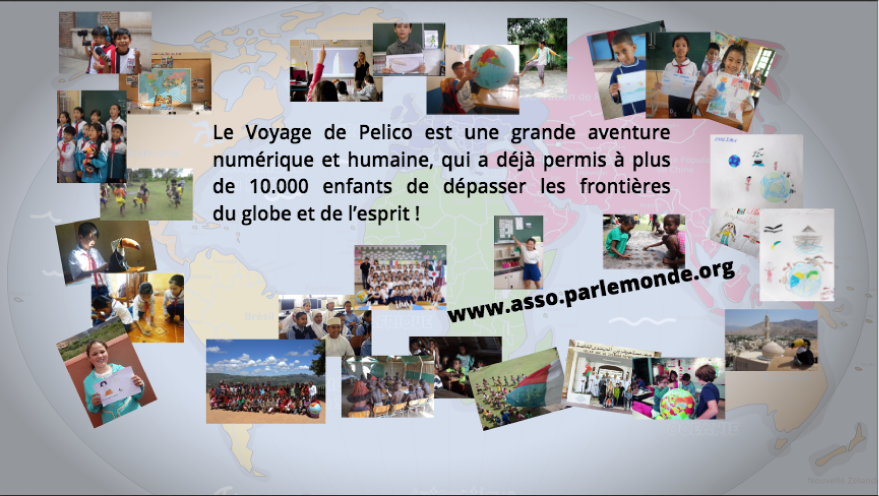 Le Voyage de Pelico est une grande aventure
numérique et humaine, qui a déjà permis à plus
de 10.000 enfants de dépasser les frontières
du globe et de l'esprit !
www.asso.parlemonde.org